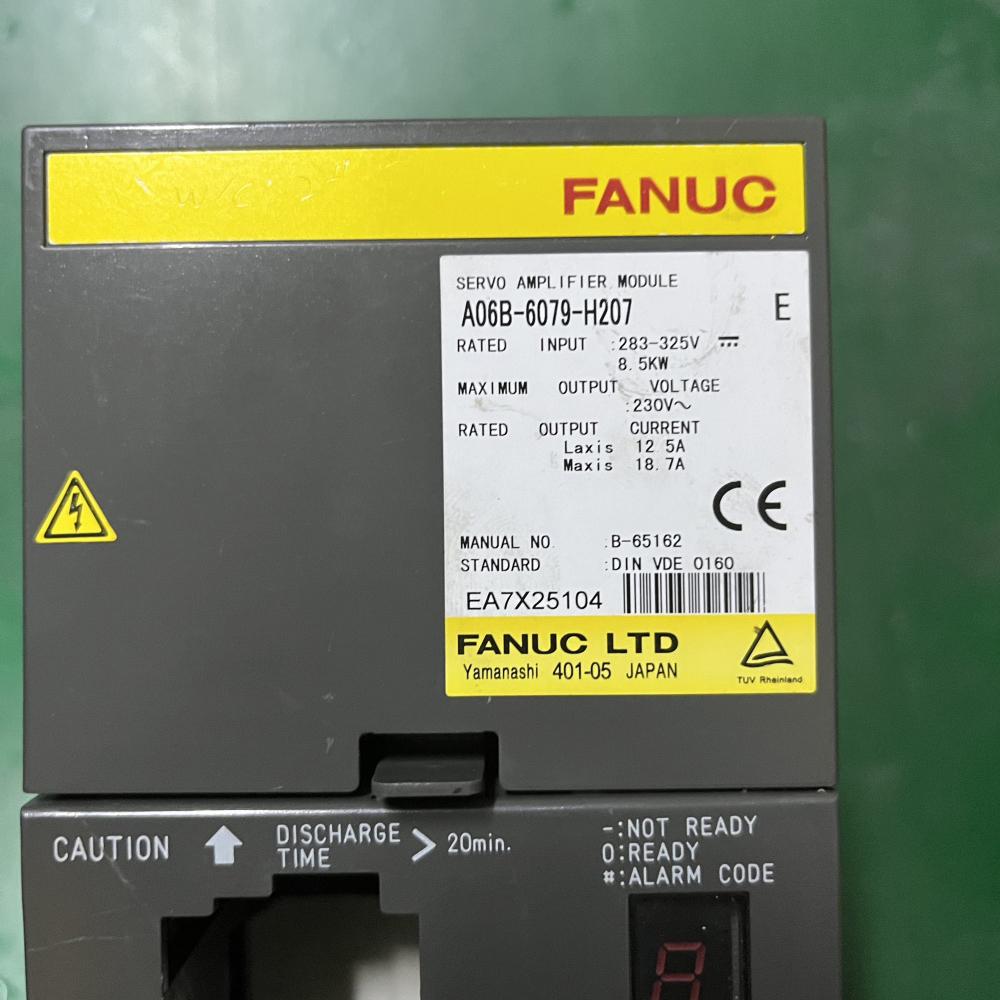 W/C 2"
FANUC
SERVO AMPLIFIER MODULE
A06B-6079-H207 E
RATED INPUT :283-325V
8.5KW
MAXIMUM OUTPUT VOLTAGE
:230V~
RATED OUTPUT CURRENT
Laxis 12.5A
Maxis 18.7A
CE
MANUAL NO. :B-65162
STANDARD :DIN VDE 0160
EA7X25104
FANUC LTD
Yamanashi 401-05 JAPAN
TUV Rheinland
CAUTION DISCHARGE TIME > 20min.
-:NOT READY
0:READY
#:ALARM CODE
8